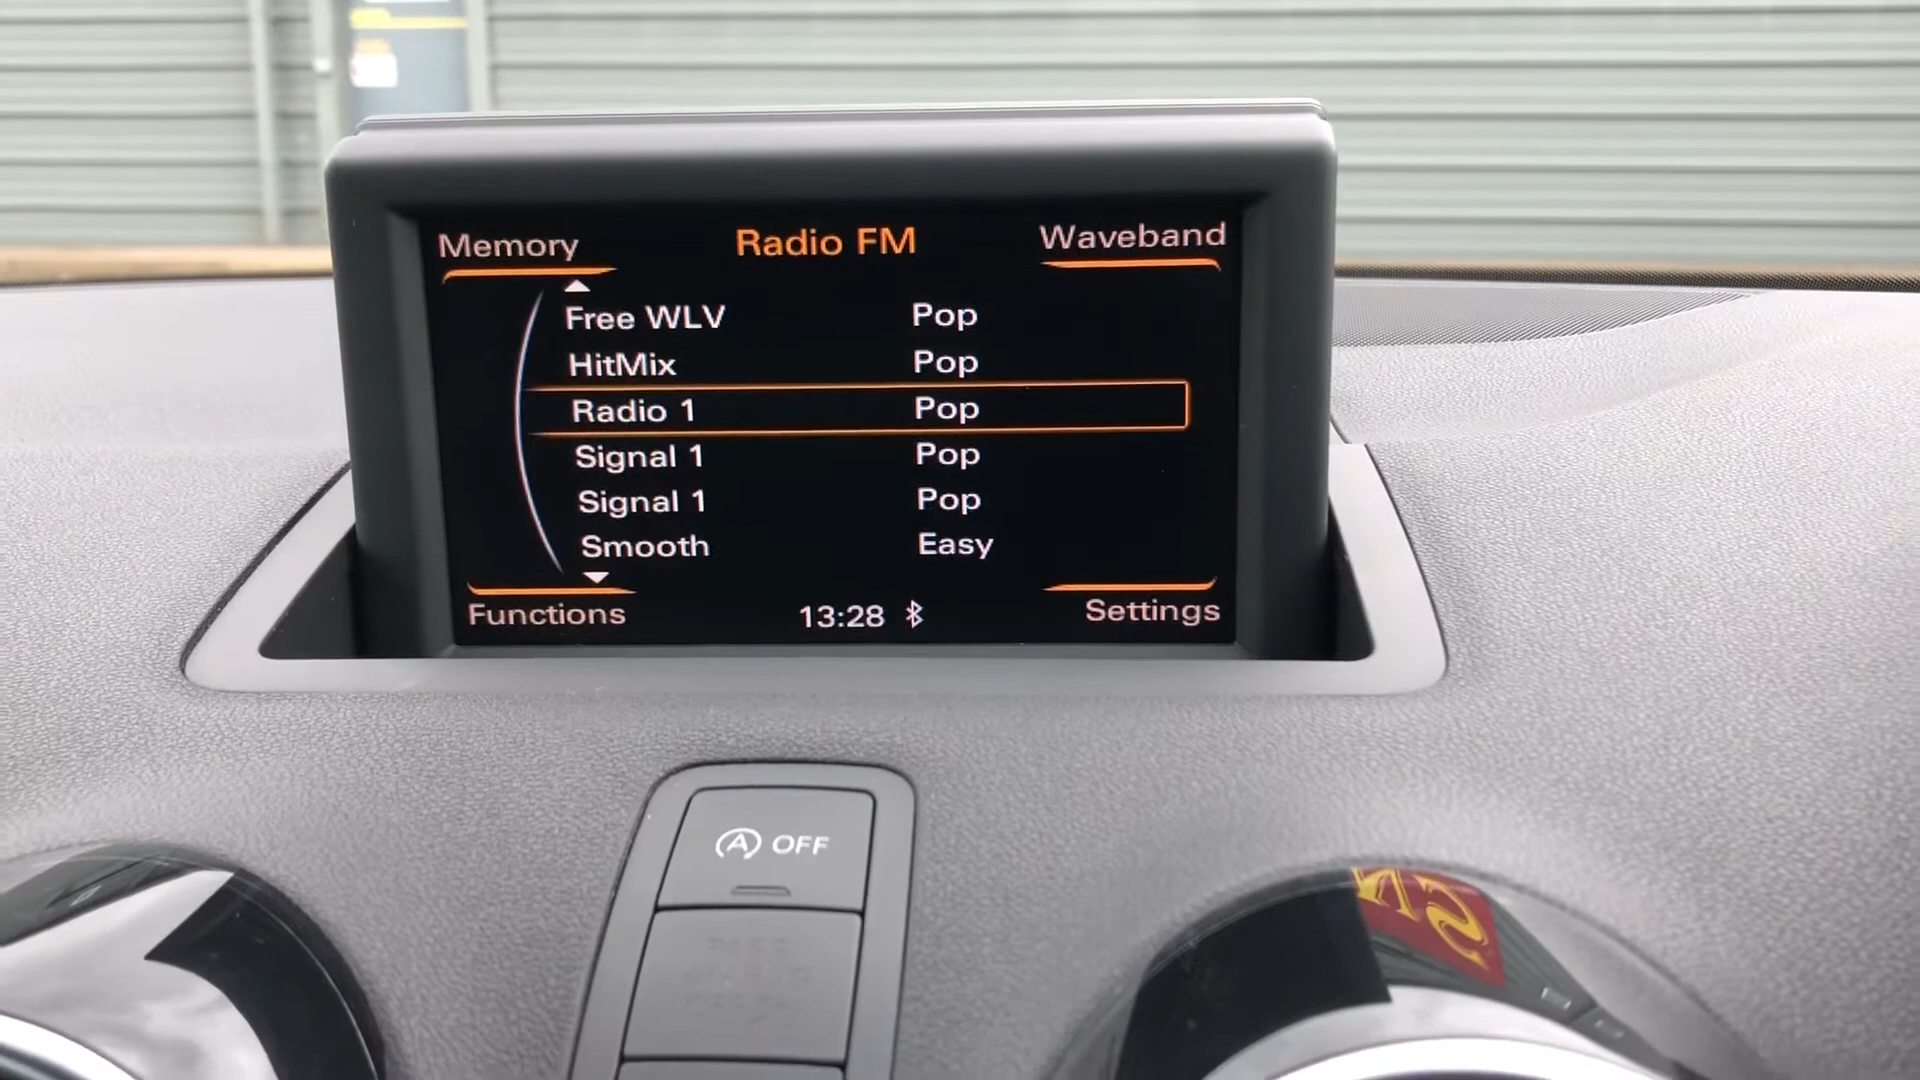 Memory Radio FM Waveband
Free WLV Pop
HitMix Pop
Radio 1 Pop
Signal 1 Pop
Signal 1 Pop
Smooth Easy
Functions 13:28 Settings
A OFF